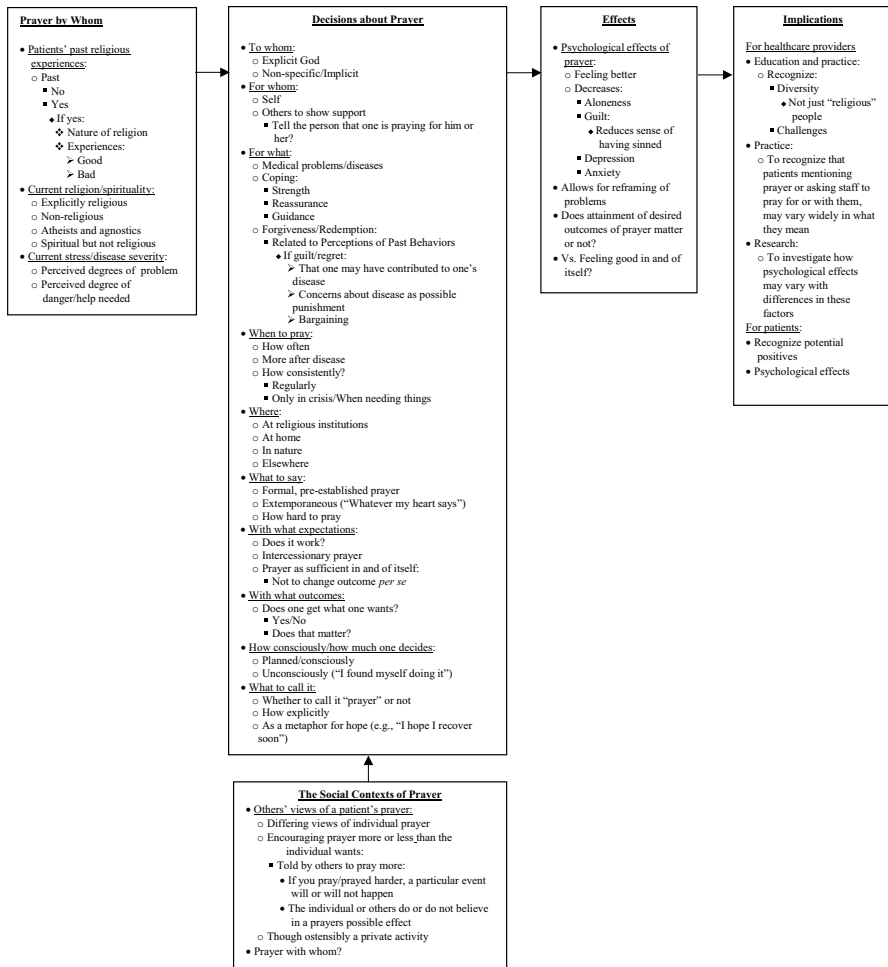 Prayer by Whom
• Patients' past religious
experiences:
○ Past
▪ No
▪ Yes
⬥ If yes:
❖ Nature of religion
❖ Experiences:
➢ Good
➢ Bad
• Current religion/spirituality:
○ Explicitly religious
○ Non-religious
○ Atheists and agnostics
○ Spiritual but not religious
• Current stress/disease severity:
○ Perceived degrees of problem
○ Perceived degree of
danger/help needed
Decisions about Prayer
• To whom:
○ Explicit God
○ Non-specific/Implicit
• For whom:
○ Self
○ Others to show support
▪ Tell the person that one is praying for him or
her?
• For what:
○ Medical problems/diseases
○ Coping:
▪ Strength
▪ Reassurance
▪ Guidance
○ Forgiveness/Redemption:
▪ Related to Perceptions of Past Behaviors
⬥ If guilt/regret:
➢ That one may have contributed to one's
disease
➢ Concerns about disease as possible
punishment
➢ Bargaining
• When to pray:
○ How often
○ More after disease
○ How consistently?
▪ Regularly
▪ Only in crisis/When needing things
• Where:
○ At religious institutions
○ At home
○ In nature
○ Elsewhere
• What to say:
○ Formal, pre-established prayer
○ Extemporaneous ("Whatever my heart says")
○ How hard to pray
• With what expectations:
○ Does it work?
○ Intercessionary prayer
○ Prayer as sufficient in and of itself:
▪ Not to change outcome per se
• With what outcomes:
○ Does one get what one wants?
▪ Yes/No
▪ Does that matter?
• How consciously/how much one decides:
○ Planned/consciously
○ Unconsciously ("I found myself doing it")
• What to call it:
○ Whether to call it "prayer" or not
○ How explicitly
○ As a metaphor for hope (e.g., "I hope I recover
soon")
Effects
• Psychological effects of
prayer:
○ Feeling better
○ Decreases:
▪ Aloneness
▪ Guilt:
⬥ Reduces sense of
having sinned
▪ Depression
▪ Anxiety
• Allows for reframing of
problems
• Does attainment of desired
outcomes of prayer matter
or not?
• Vs. Feeling good in and of
itself?
Implications
For healthcare providers
• Education and practice:
○ Recognize:
▪ Diversity
⬥ Not just "religious"
people
▪ Challenges
• Practice:
○ To recognize that
patients mentioning
prayer or asking staff to
pray for or with them,
may vary widely in what
they mean
• Research:
○ To investigate how
psychological effects
may vary with
differences in these
factors
For patients:
• Recognize potential
positives
• Psychological effects
The Social Contexts of Prayer
• Others' views of a patient's prayer:
○ Differing views of individual prayer
○ Encouraging prayer more or less than the
individual wants:
▪ Told by others to pray more:
• If you pray/prayed harder, a particular event
will or will not happen
• The individual or others do or do not believe
in a prayers possible effect
○ Though ostensibly a private activity
• Prayer with whom?